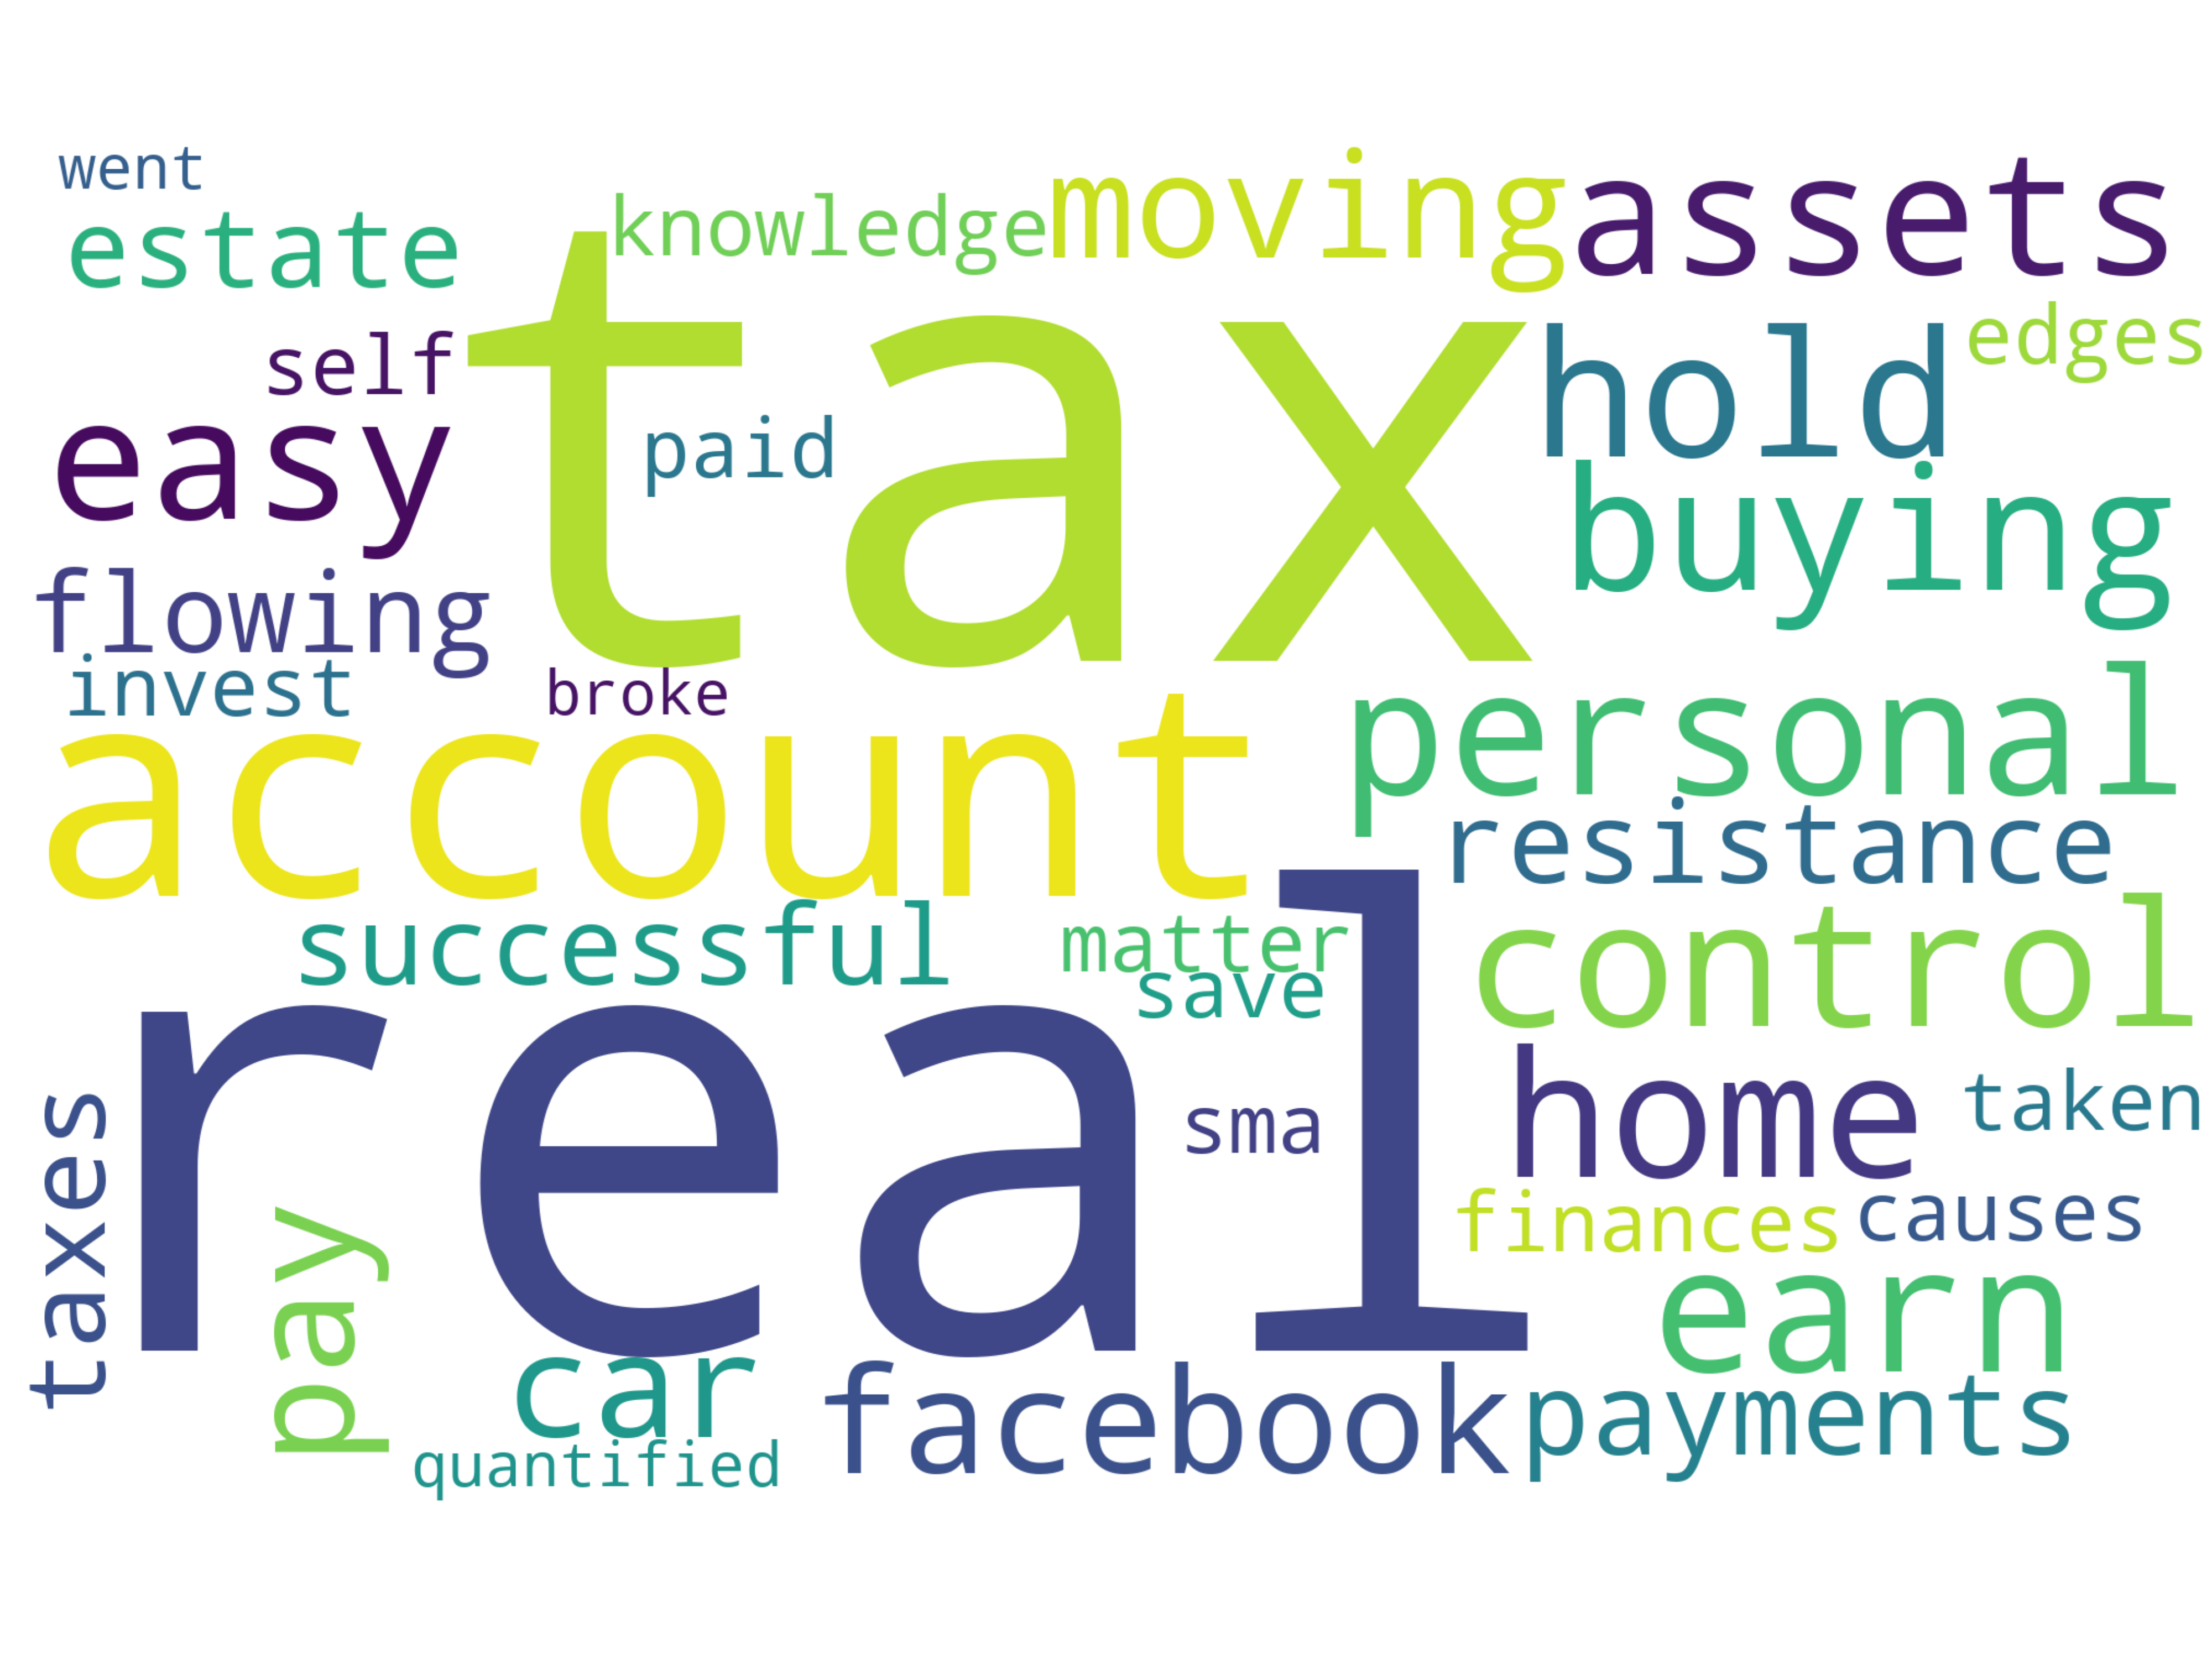 went
estate
knowledge
moving
assets
self
tax
hold
edges
easy
paid
buying
flowing
invest
broke
account
personal
resistance
successful
matter
save
control
real
sma
home
taken
taxes
pay
finances
causes
earn
car
facebook
payments
quantified